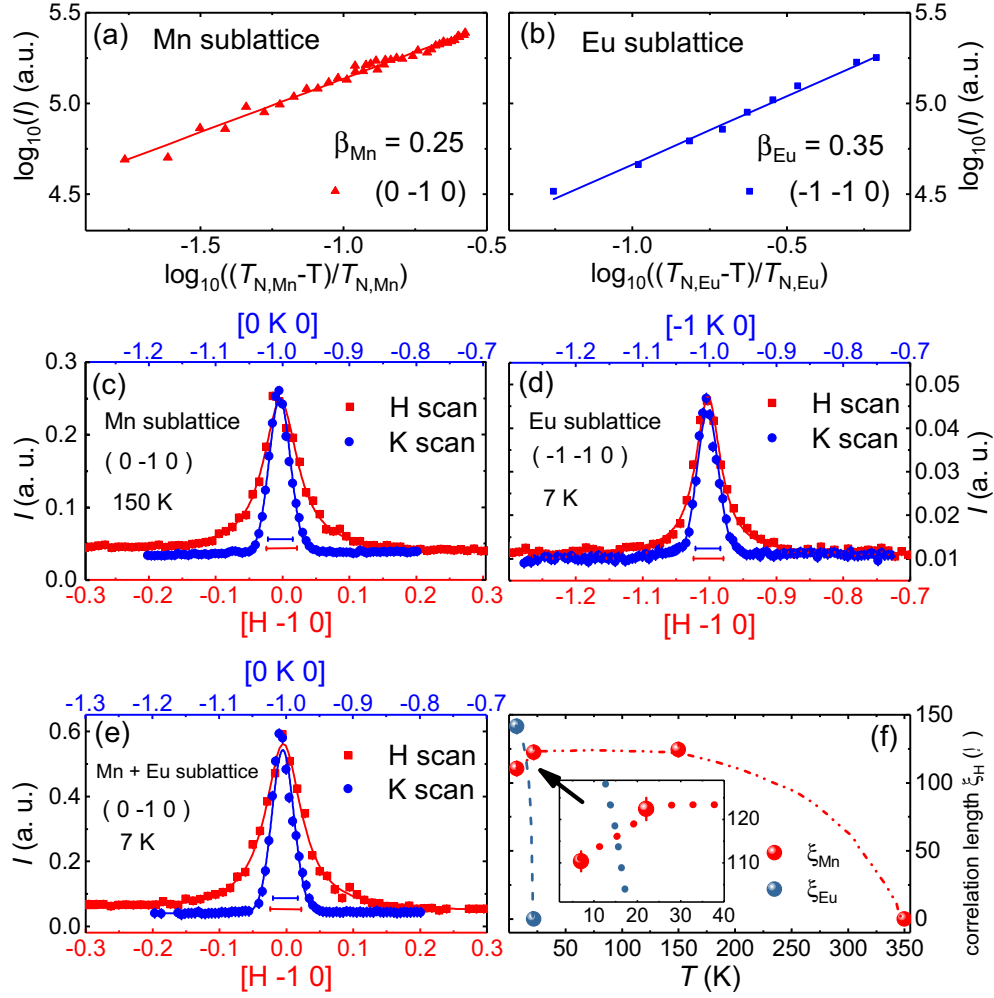 5.5
5.0
4.5
log10(I) (a.u.)
(a) Mn sublattice
βMn = 0.25
(0 -1 0)
-1.5 -1.0 -0.5
log10((TN,Mn-T)/TN,Mn)
(b) Eu sublattice
βEu = 0.35
(-1 -1 0)
-1.0 -0.5
log10((TN,Eu-T)/TN,Eu)
5.5
5.0
4.5
log10(I) (a.u.)
[0 K 0]
-1.2 -1.1 -1.0 -0.9 -0.8
0.3
0.2
0.1
0.0
I (a. u.)
(c)
Mn sublattice
( 0 -1 0 )
150 K
H scan
K scan
-0.3 -0.2 -0.1 0.0 0.1 0.2 0.3
[H -1 0]
[-1 K 0]
-1.2 -1.1 -1.0 -0.9 -0.8 -0.7
(d)
Eu sublattice
( -1 -1 0 )
7 K
H scan
K scan
0.05
0.04
0.03
0.02
0.01
I (a. u.)
-1.2 -1.1 -1.0 -0.9 -0.8 -0.7
[H -1 0]
[0 K 0]
-1.3 -1.2 -1.1 -1.0 -0.9 -0.8 -0.7
0.6
0.4
0.2
0.0
I (a. u.)
(e)
Mn + Eu sublattice
( 0 -1 0 )
7 K
H scan
K scan
-0.3 -0.2 -0.1 0.0 0.1 0.2 0.3
[H -1 0]
(f)
150
125
100
75
50
25
0
correlation length ξH (
120
110
10 20 30 40
ξMn
ξEu
50 100 150 200 250 300 350
T (K)